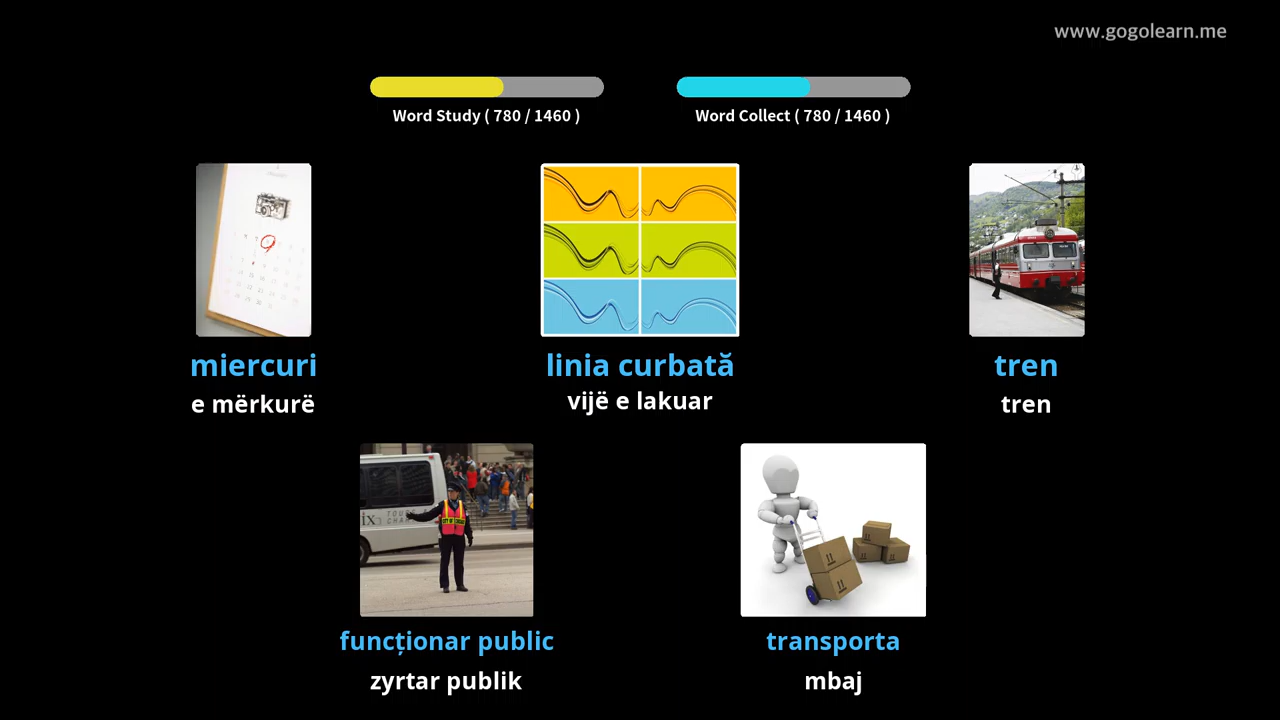 www.gogolearn.me
Word Study ( 780 / 1460 )
Word Collect ( 780 / 1460 )
miercuri
linia curbată
tren
e mërkurë
vijë e lakuar
tren
funcționar public
transporta
zyrtar publik
mbaj